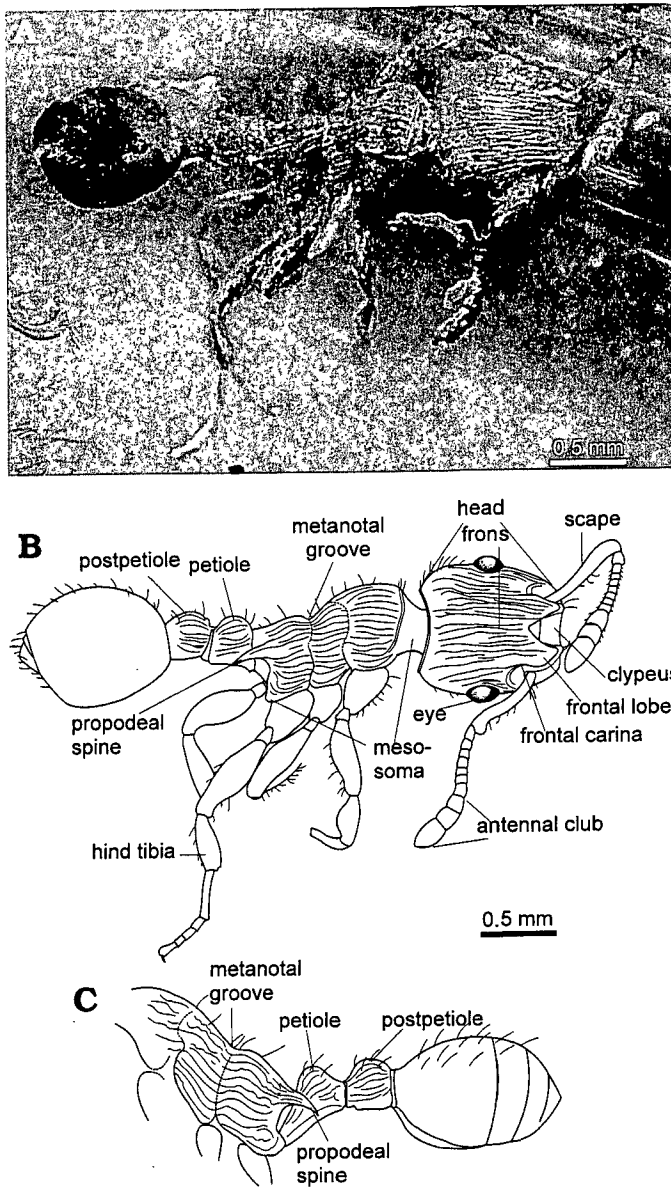 A
0.5 mm
B
head
frons
scape
metanotal
groove
postpetiole
petiole
clypeus
frontal lobe
frontal carina
eye
propodeal
spine
meso-
soma
antennal club
hind tibia
0.5 mm
C
metanotal
groove
petiole
postpetiole
propodeal
spine